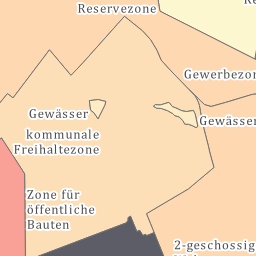 Reservezone
Gewerbezon
Gewässer
Gewässer
kommunale
Freihaltezone
Zone für
öffentliche
Bauten
2-geschossig